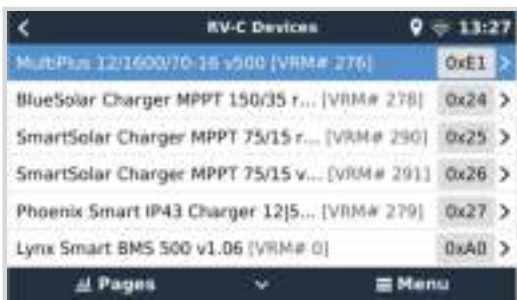 RV-C Devices 13:27
MultiPlus 12/1600/70-16 v500 [VRM# 276] 0xE1
BlueSolar Charger MPPT 150/35 r... [VRM# 278] 0x24
SmartSolar Charger MPPT 75/15 r... [VRM# 290] 0x25
SmartSolar Charger MPPT 75/15 v... [VRM# 291] 0x26
Phoenix Smart IP43 Charger 12|5... [VRM# 279] 0x27
Lynx Smart BMS 500 v1.06 [VRM# 0] 0xA0
Pages Menu